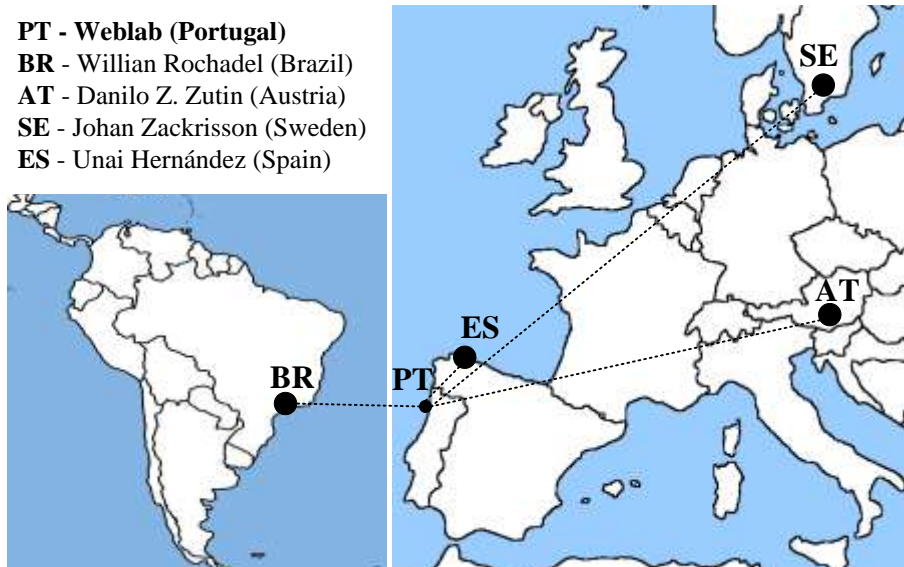 PT - Weblab (Portugal)
BR - Willian Rochadel (Brazil)
AT - Danilo Z. Zutin (Austria)
SE - Johan Zackrisson (Sweden)
ES - Unai Hernández (Spain)
SE
AT
ES
PT
BR